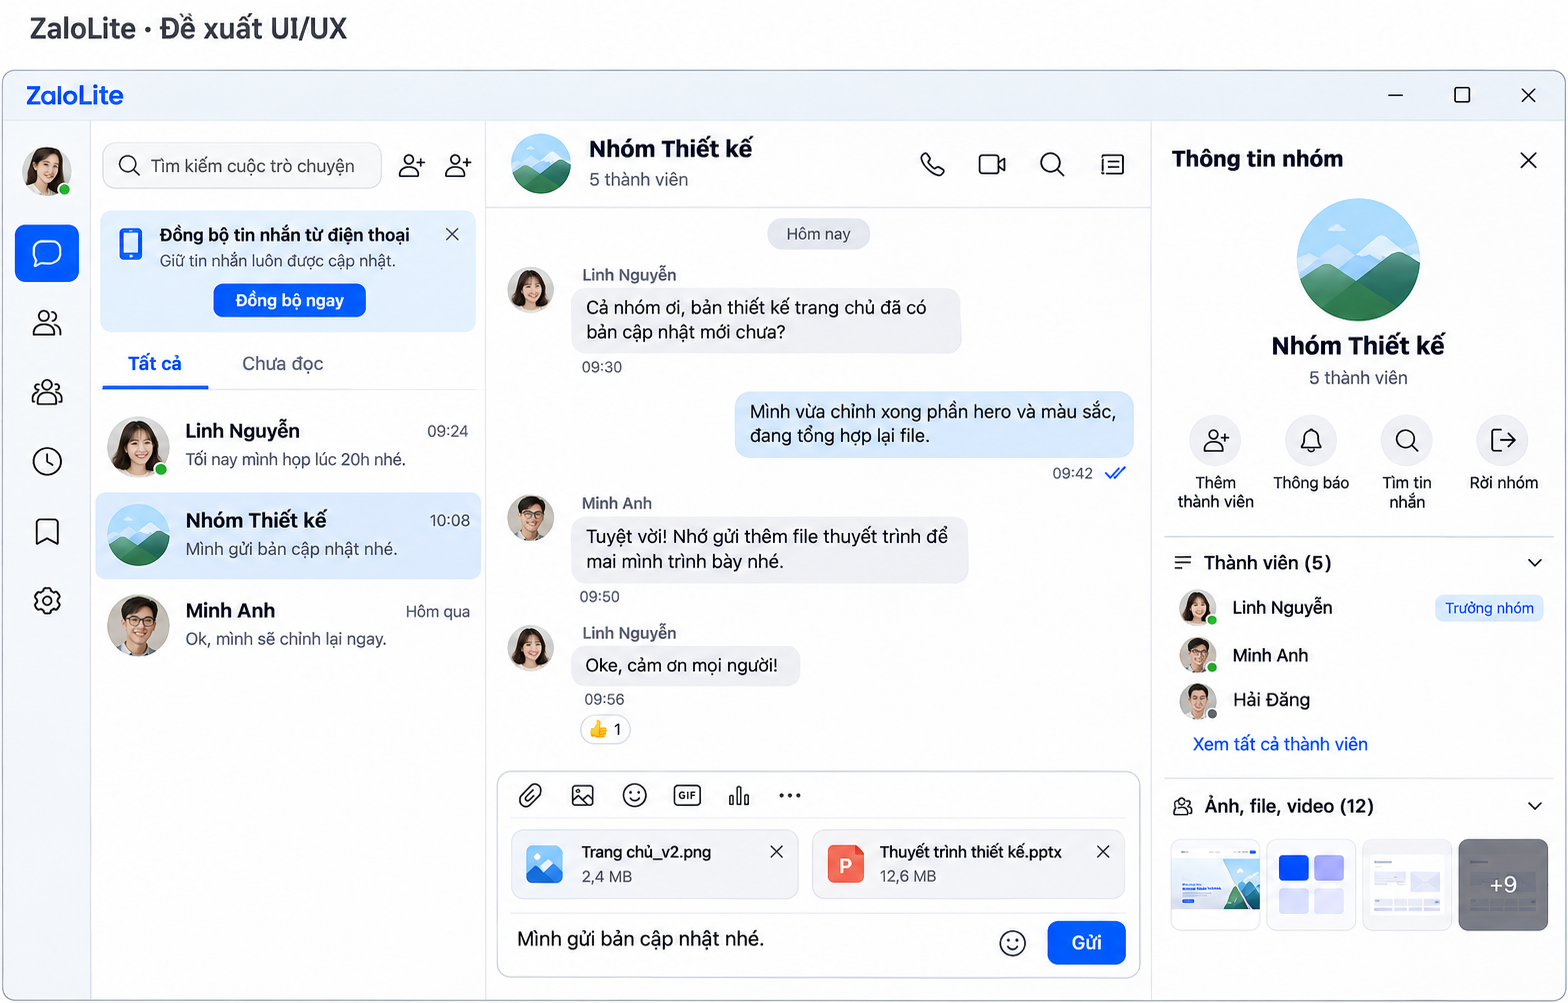 ZaloLite · Đề xuất UI/UX
ZaloLite
Tìm kiếm cuộc trò chuyện
Đồng bộ tin nhắn từ điện thoại
Giữ tin nhắn luôn được cập nhật.
Đồng bộ ngay
Tất cả
Chưa đọc
Linh Nguyễn
09:24
Tối nay mình họp lúc 20h nhé.
Nhóm Thiết kế
10:08
Mình gửi bản cập nhật nhé.
Minh Anh
Hôm qua
Ok, mình sẽ chỉnh lại ngay.
Nhóm Thiết kế
5 thành viên
Hôm nay
Linh Nguyễn
Cả nhóm ơi, bản thiết kế trang chủ đã có
bản cập nhật mới chưa?
09:30
Mình vừa chỉnh xong phần hero và màu sắc,
đang tổng hợp lại file.
09:42
Minh Anh
Tuyệt vời! Nhớ gửi thêm file thuyết trình để
mai mình trình bày nhé.
09:50
Linh Nguyễn
Oke, cảm ơn mọi người!
09:56
👍 1
GIF
Trang chủ_v2.png
2,4 MB
P
Thuyết trình thiết kế.pptx
12,6 MB
Mình gửi bản cập nhật nhé.
Gửi
Thông tin nhóm
Nhóm Thiết kế
5 thành viên
Thêm
thành viên
Thông báo
Tìm tin
nhắn
Rời nhóm
Thành viên (5)
Linh Nguyễn
Trưởng nhóm
Minh Anh
Hải Đăng
Xem tất cả thành viên
Ảnh, file, video (12)
+9